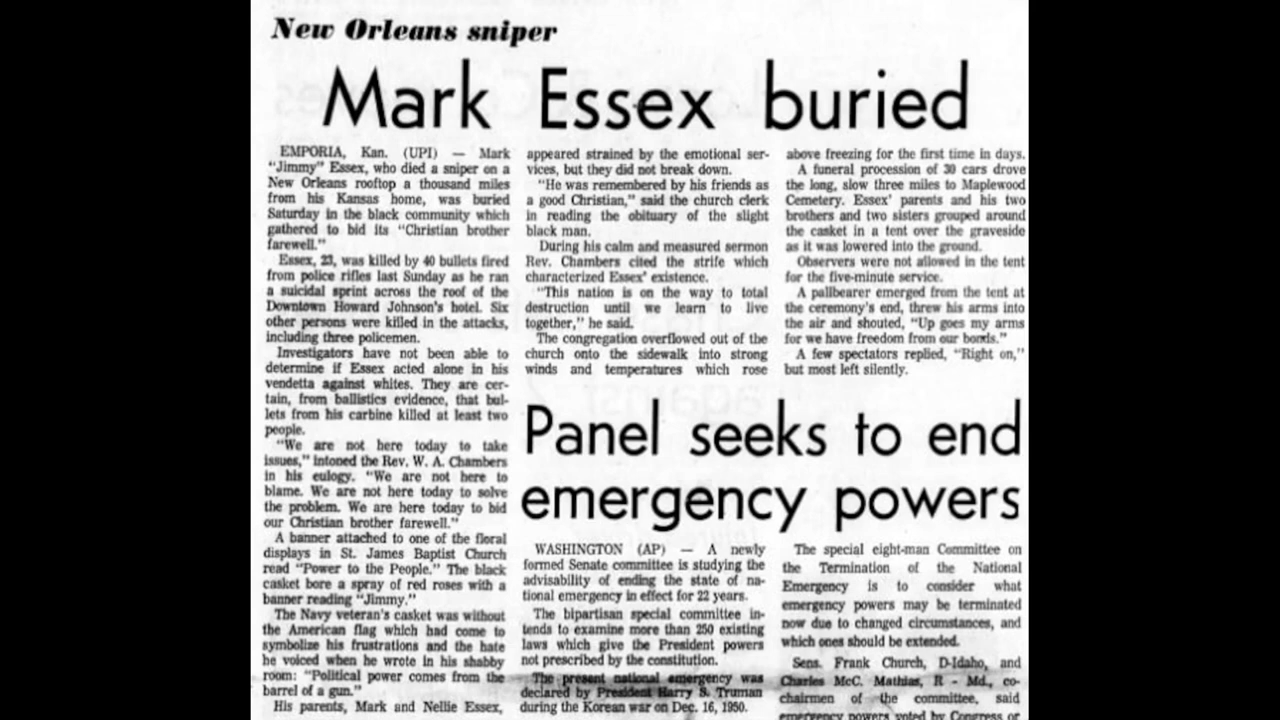 New Orleans sniper
Mark Essex buried
EMPORIA, Kan. (UPI) — Mark
"Jimmy" Essex, who died a sniper on a
New Orleans rooftop a thousand miles
from his Kansas home, was buried
Saturday in the black community which
gathered to bid its "Christian brother
farewell."
Essex, 23, was killed by 40 bullets fired
from police rifles last Sunday as he ran
a suicidal sprint across the roof of the
Downtown Howard Johnson's hotel. Six
other persons were killed in the attacks,
including three policemen.
Investigators have not been able to
determine if Essex acted alone in his
vendetta against whites. They are cer-
tain, from ballistics evidence, that bul-
lets from his carbine killed at least two
people.
"We are not here today to take
issues," intoned the Rev. W. A. Chambers
in his eulogy. "We are not here to
blame. We are not here today to solve
the problem. We are here today to bid
our Christian brother farewell."
A banner attached to one of the floral
displays in St. James Baptist Church
read "Power to the People." The black
casket bore a spray of red roses with a
banner reading "Jimmy."
The Navy veteran's casket was without
the American flag which had come to
symbolize his frustrations and the hate
he voiced when he wrote in his shabby
room: "Political power comes from the
barrel of a gun."
His parents, Mark and Nellie Essex,
appeared strained by the emotional ser-
vices, but they did not break down.
"He was remembered by his friends as
a good Christian," said the church clerk
in reading the obituary of the slight
black man.
During his calm and measured sermon
Rev. Chambers cited the strife which
characterized Essex' existence.
"This nation is on the way to total
destruction until we learn to live
together," he said.
The congregation overflowed out of the
church onto the sidewalk into strong
winds and temperatures which rose
above freezing for the first time in days.
A funeral procession of 30 cars drove
the long, slow three miles to Maplewood
Cemetery. Essex' parents and his two
brothers and two sisters grouped around
the casket in a tent over the graveside
as it was lowered into the ground.
Observers were not allowed in the tent
for the five-minute service.
A pallbearer emerged from the tent at
the ceremony's end, threw his arms into
the air and shouted, "Up goes my arms
for we have freedom from our bonds."
A few spectators replied, "Right on,"
but most left silently.
Panel seeks to end
emergency powers
WASHINGTON (AP) — A newly
formed Senate committee is studying the
advisability of ending the state of na-
tional emergency in effect for 22 years.
The bipartisan special committee in-
tends to examine more than 250 existing
laws which give the President powers
not prescribed by the constitution.
The present national emergency was
declared by President Harry S. Truman
during the Korean war on Dec. 16, 1950.
The special eight-man Committee on
the Termination of the National
Emergency is to consider what
emergency powers may be terminated
now due to changed circumstances, and
which ones should be extended.
Sens. Frank Church, D-Idaho, and
Charles McC. Mathias, R - Md., co-
chairmen of the committee, said
emergency powers voted by Congress or